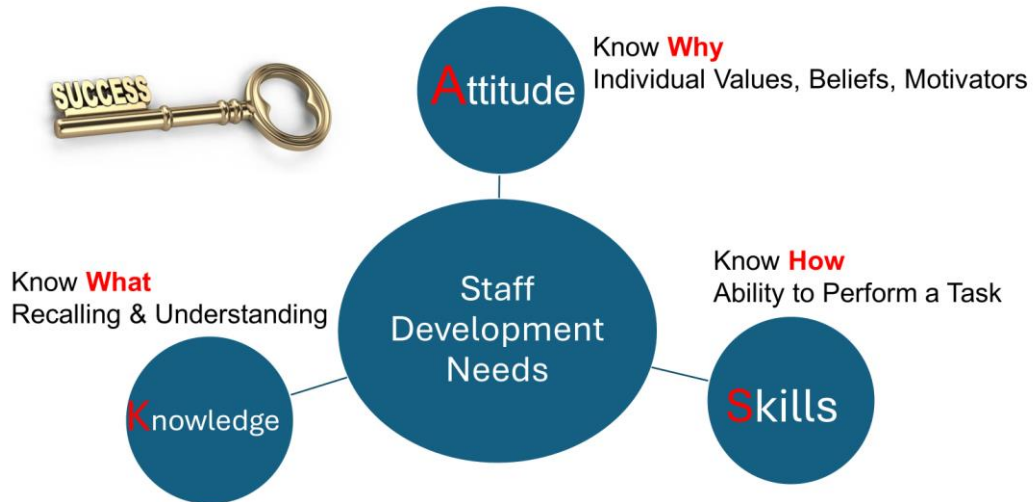 SUCCESS
Attitude
Know Why
Individual Values, Beliefs, Motivators
Know What
Recalling & Understanding
Knowledge
Staff
Development
Needs
Know How
Ability to Perform a Task
Skills